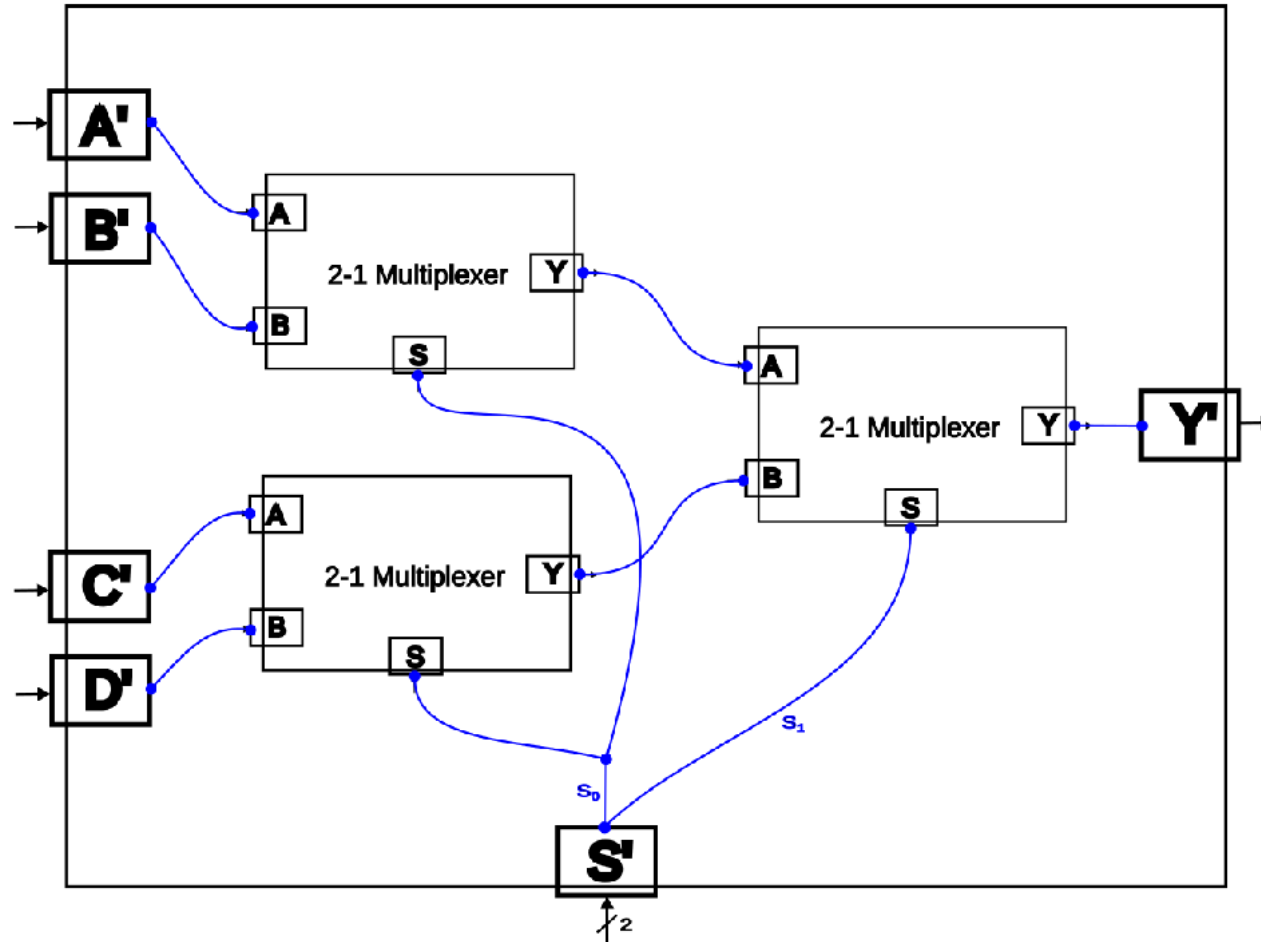 A'
B'
A
B
2-1 Multiplexer
Y
S
A
B
2-1 Multiplexer
Y
S
Y'
C'
D'
A
B
2-1 Multiplexer
Y
S
S₀
S₁
S'
2